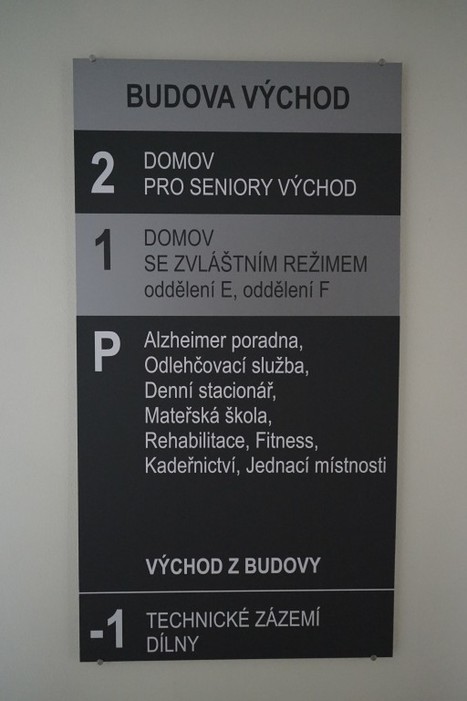 BUDOVA VÝCHOD
2 DOMOV
PRO SENIORY VÝCHOD
1 DOMOV
SE ZVLÁŠTNÍM REŽIMEM
oddělení E, oddělení F
P Alzheimer poradna,
Odlehčovací služba,
Denní stacionář,
Mateřská škola,
Rehabilitace, Fitness,
Kadeřnictví, Jednací místnosti
VÝCHOD Z BUDOVY
-1 TECHNICKÉ ZÁZEMÍ
DÍLNY